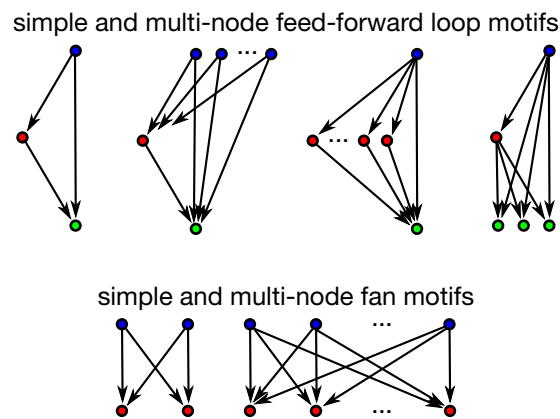 simple and multi-node feed-forward loop motifs
...
...
simple and multi-node fan motifs
...
...